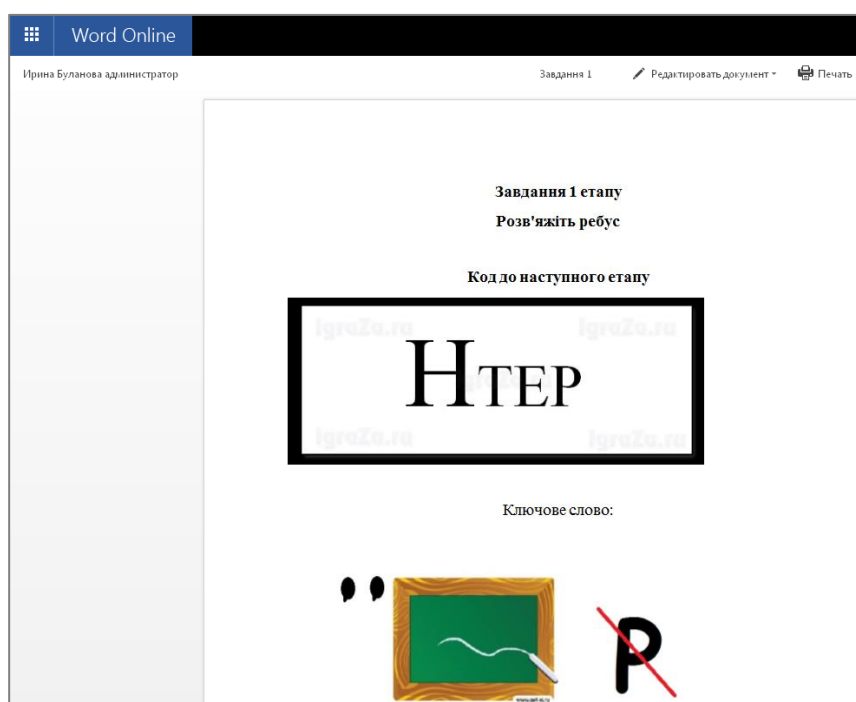 Word Online
Ирина Буланова администратор
Завдання 1
Редактировать документ
Печать
Завдання 1 етапу
Розв'яжіть ребус
Код до наступного етапу
IgraZa.ru IgraZa.ru
НТЕР
IgraZa.ru IgraZa.ru
Ключове слово:
,,
Р